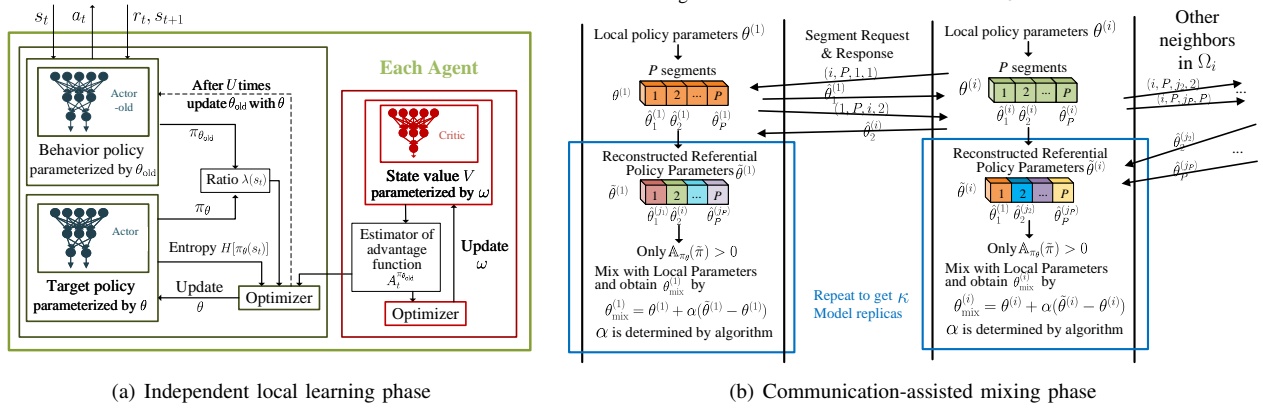 s_t
a_t
r_t, s_{t+1}
Each Agent
Actor
-old
Behavior policy
parameterized by θ_old
After U times
update θ_old with θ
π_{θ_old}
Ratio λ(s_t)
π_θ
Actor
Entropy H[π_θ(s_t)]
Target policy
parameterized by θ
Update
θ
Optimizer
Critic
State value V
parameterized by ω
Estimator of
advantage
function
A_t^{π_{θ_old}}
Update
ω
Optimizer
(a) Independent local learning phase
Local policy parameters θ^{(1)}
P segments
θ^{(1)}
1 2 ... P
θ̂_1^{(1)} θ̂_2^{(1)} θ̂_P^{(1)}
Reconstructed Referential
Policy Parameters θ̃^{(1)}
θ̃^{(1)}
1 2 ... P
θ̂_1^{(j_1)} θ̂_2^{(i)} θ̂_P^{(j_P)}
Only 𝔸_{π_θ}(π̃) > 0
Mix with Local Parameters
and obtain θ_mix^{(1)} by
θ_mix^{(1)} = θ^{(1)} + α(θ̃^{(1)} − θ^{(1)})
α is determined by algorithm
Segment Request
& Response
(i, P, 1, 1)
θ̂_1^{(1)}
(1, P, i, 2)
θ̂_2^{(i)}
Repeat to get κ
Model replicas
Local policy parameters θ^{(i)}
P segments
θ^{(i)}
1 2 ... P
θ̂_1^{(i)} θ̂_2^{(i)} θ̂_P^{(i)}
Reconstructed Referential
Policy Parameters θ̃^{(i)}
θ̃^{(i)}
1 2 ... P
θ̂_1^{(1)} θ̂_2^{(j_2)} θ̂_P^{(j_P)}
Only 𝔸_{π_θ}(π̃) > 0
Mix with Local Parameters
and obtain θ_mix^{(i)} by
θ_mix^{(i)} = θ^{(i)} + α(θ̃^{(i)} − θ^{(i)})
α is determined by algorithm
Other
neighbors
in Ω_i
(i, P, j_2, 2)
...
(i, P, j_P, P)
θ̂_2^{(j_2)}
...
θ̂_P^{(j_P)}
(b) Communication-assisted mixing phase